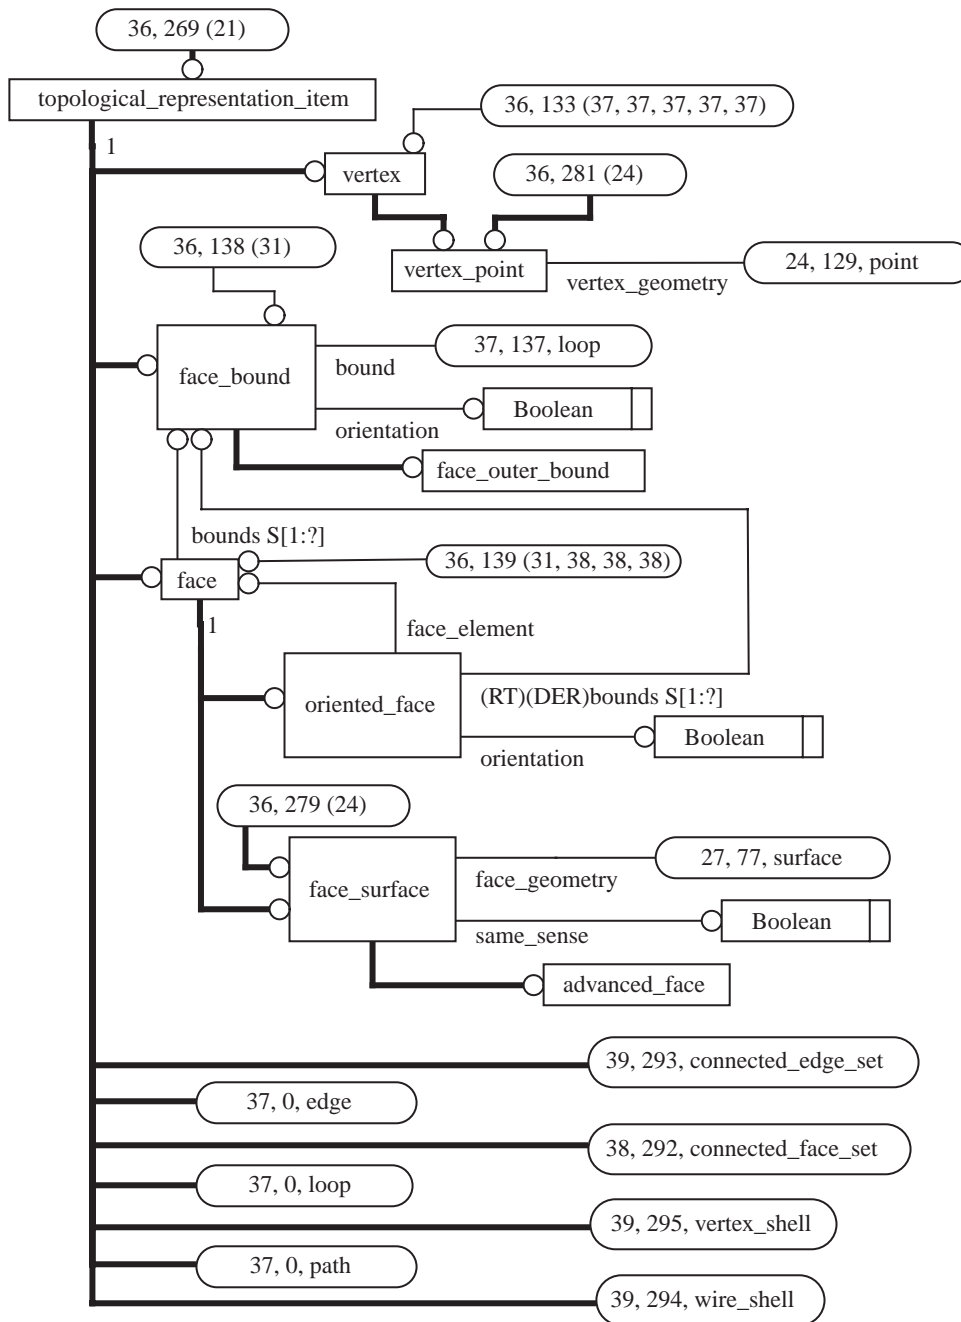 36, 269 (21)
topological_representation_item
1
36, 133 (37, 37, 37, 37, 37)
vertex
36, 281 (24)
36, 138 (31)
vertex_point
vertex_geometry
24, 129, point
face_bound
bound
37, 137, loop
orientation
Boolean
face_outer_bound
bounds S[1:?]
face
36, 139 (31, 38, 38, 38)
1
face_element
oriented_face
(RT)(DER)bounds S[1:?]
orientation
Boolean
36, 279 (24)
face_surface
face_geometry
27, 77, surface
same_sense
Boolean
advanced_face
39, 293, connected_edge_set
37, 0, edge
38, 292, connected_face_set
37, 0, loop
39, 295, vertex_shell
37, 0, path
39, 294, wire_shell